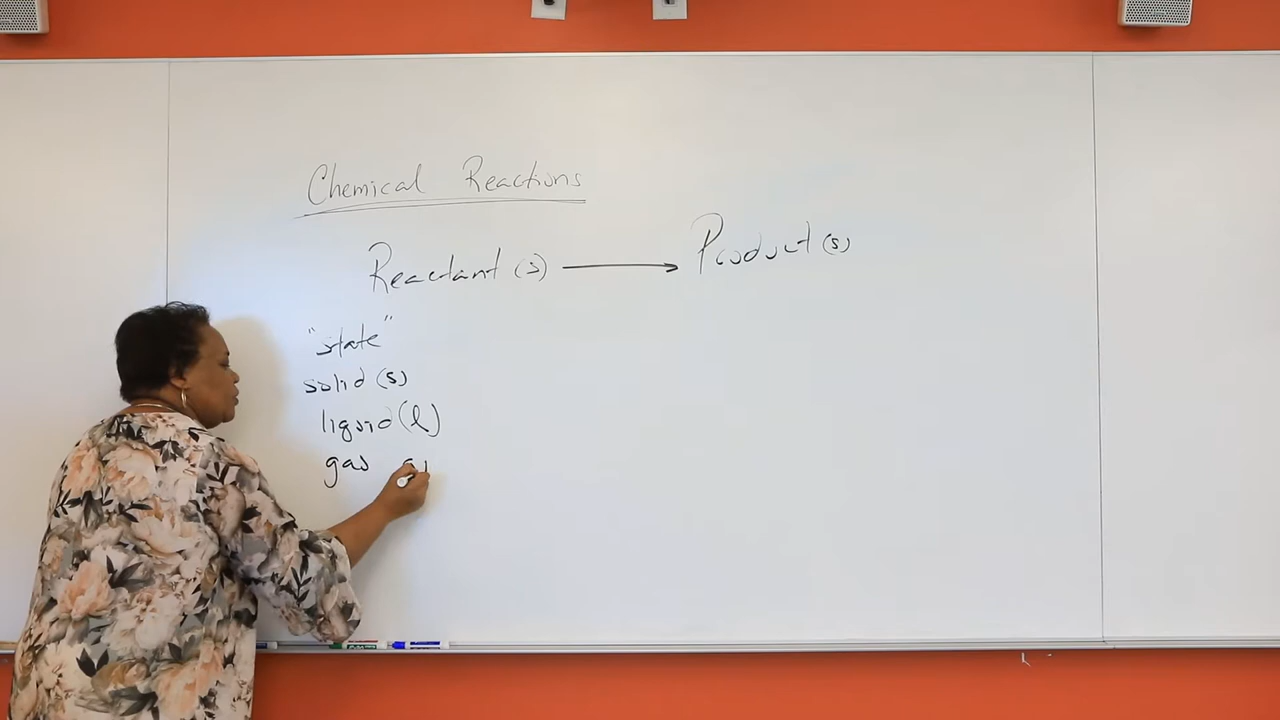 Chemical Reactions
Reactant(s) ⟶ Product(s)
"state"
solid (s)
liquid (l)
gas